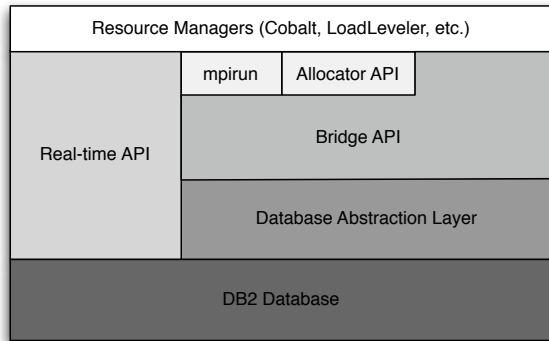 Resource Managers (Cobalt, LoadLeveler, etc.)
mpirun
Allocator API
Real-time API
Bridge API
Database Abstraction Layer
DB2 Database